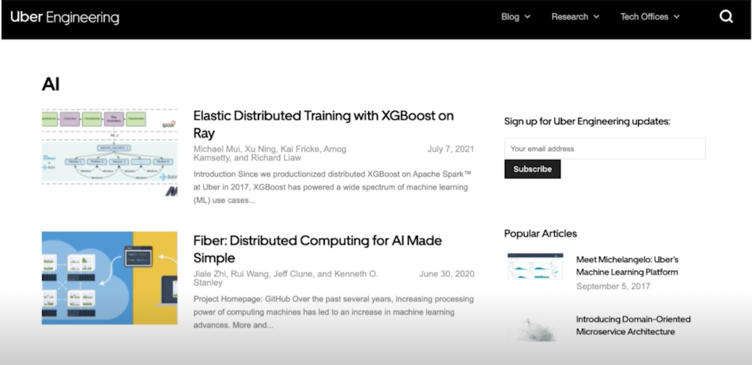 Uber Engineering
Blog
Research
Tech Offices
AI
Elastic Distributed Training with XGBoost on
Ray
Michael Mui, Xu Ning, Kai Fricke, Amog
Kamsetty, and Richard Liaw
July 7, 2021
Introduction Since we productionized distributed XGBoost on Apache Spark™
at Uber in 2017, XGBoost has powered a wide spectrum of machine learning
(ML) use cases...
Fiber: Distributed Computing for AI Made
Simple
Jiale Zhi, Rui Wang, Jeff Clune, and Kenneth O.
Stanley
June 30, 2020
Project Homepage: GitHub Over the past several years, increasing processing
power of computing machines has led to an increase in machine learning
advances. More and...
Sign up for Uber Engineering updates:
Your email address
Subscribe
Popular Articles
Meet Michelangelo: Uber's
Machine Learning Platform
September 5, 2017
Introducing Domain-Oriented
Microservice Architecture